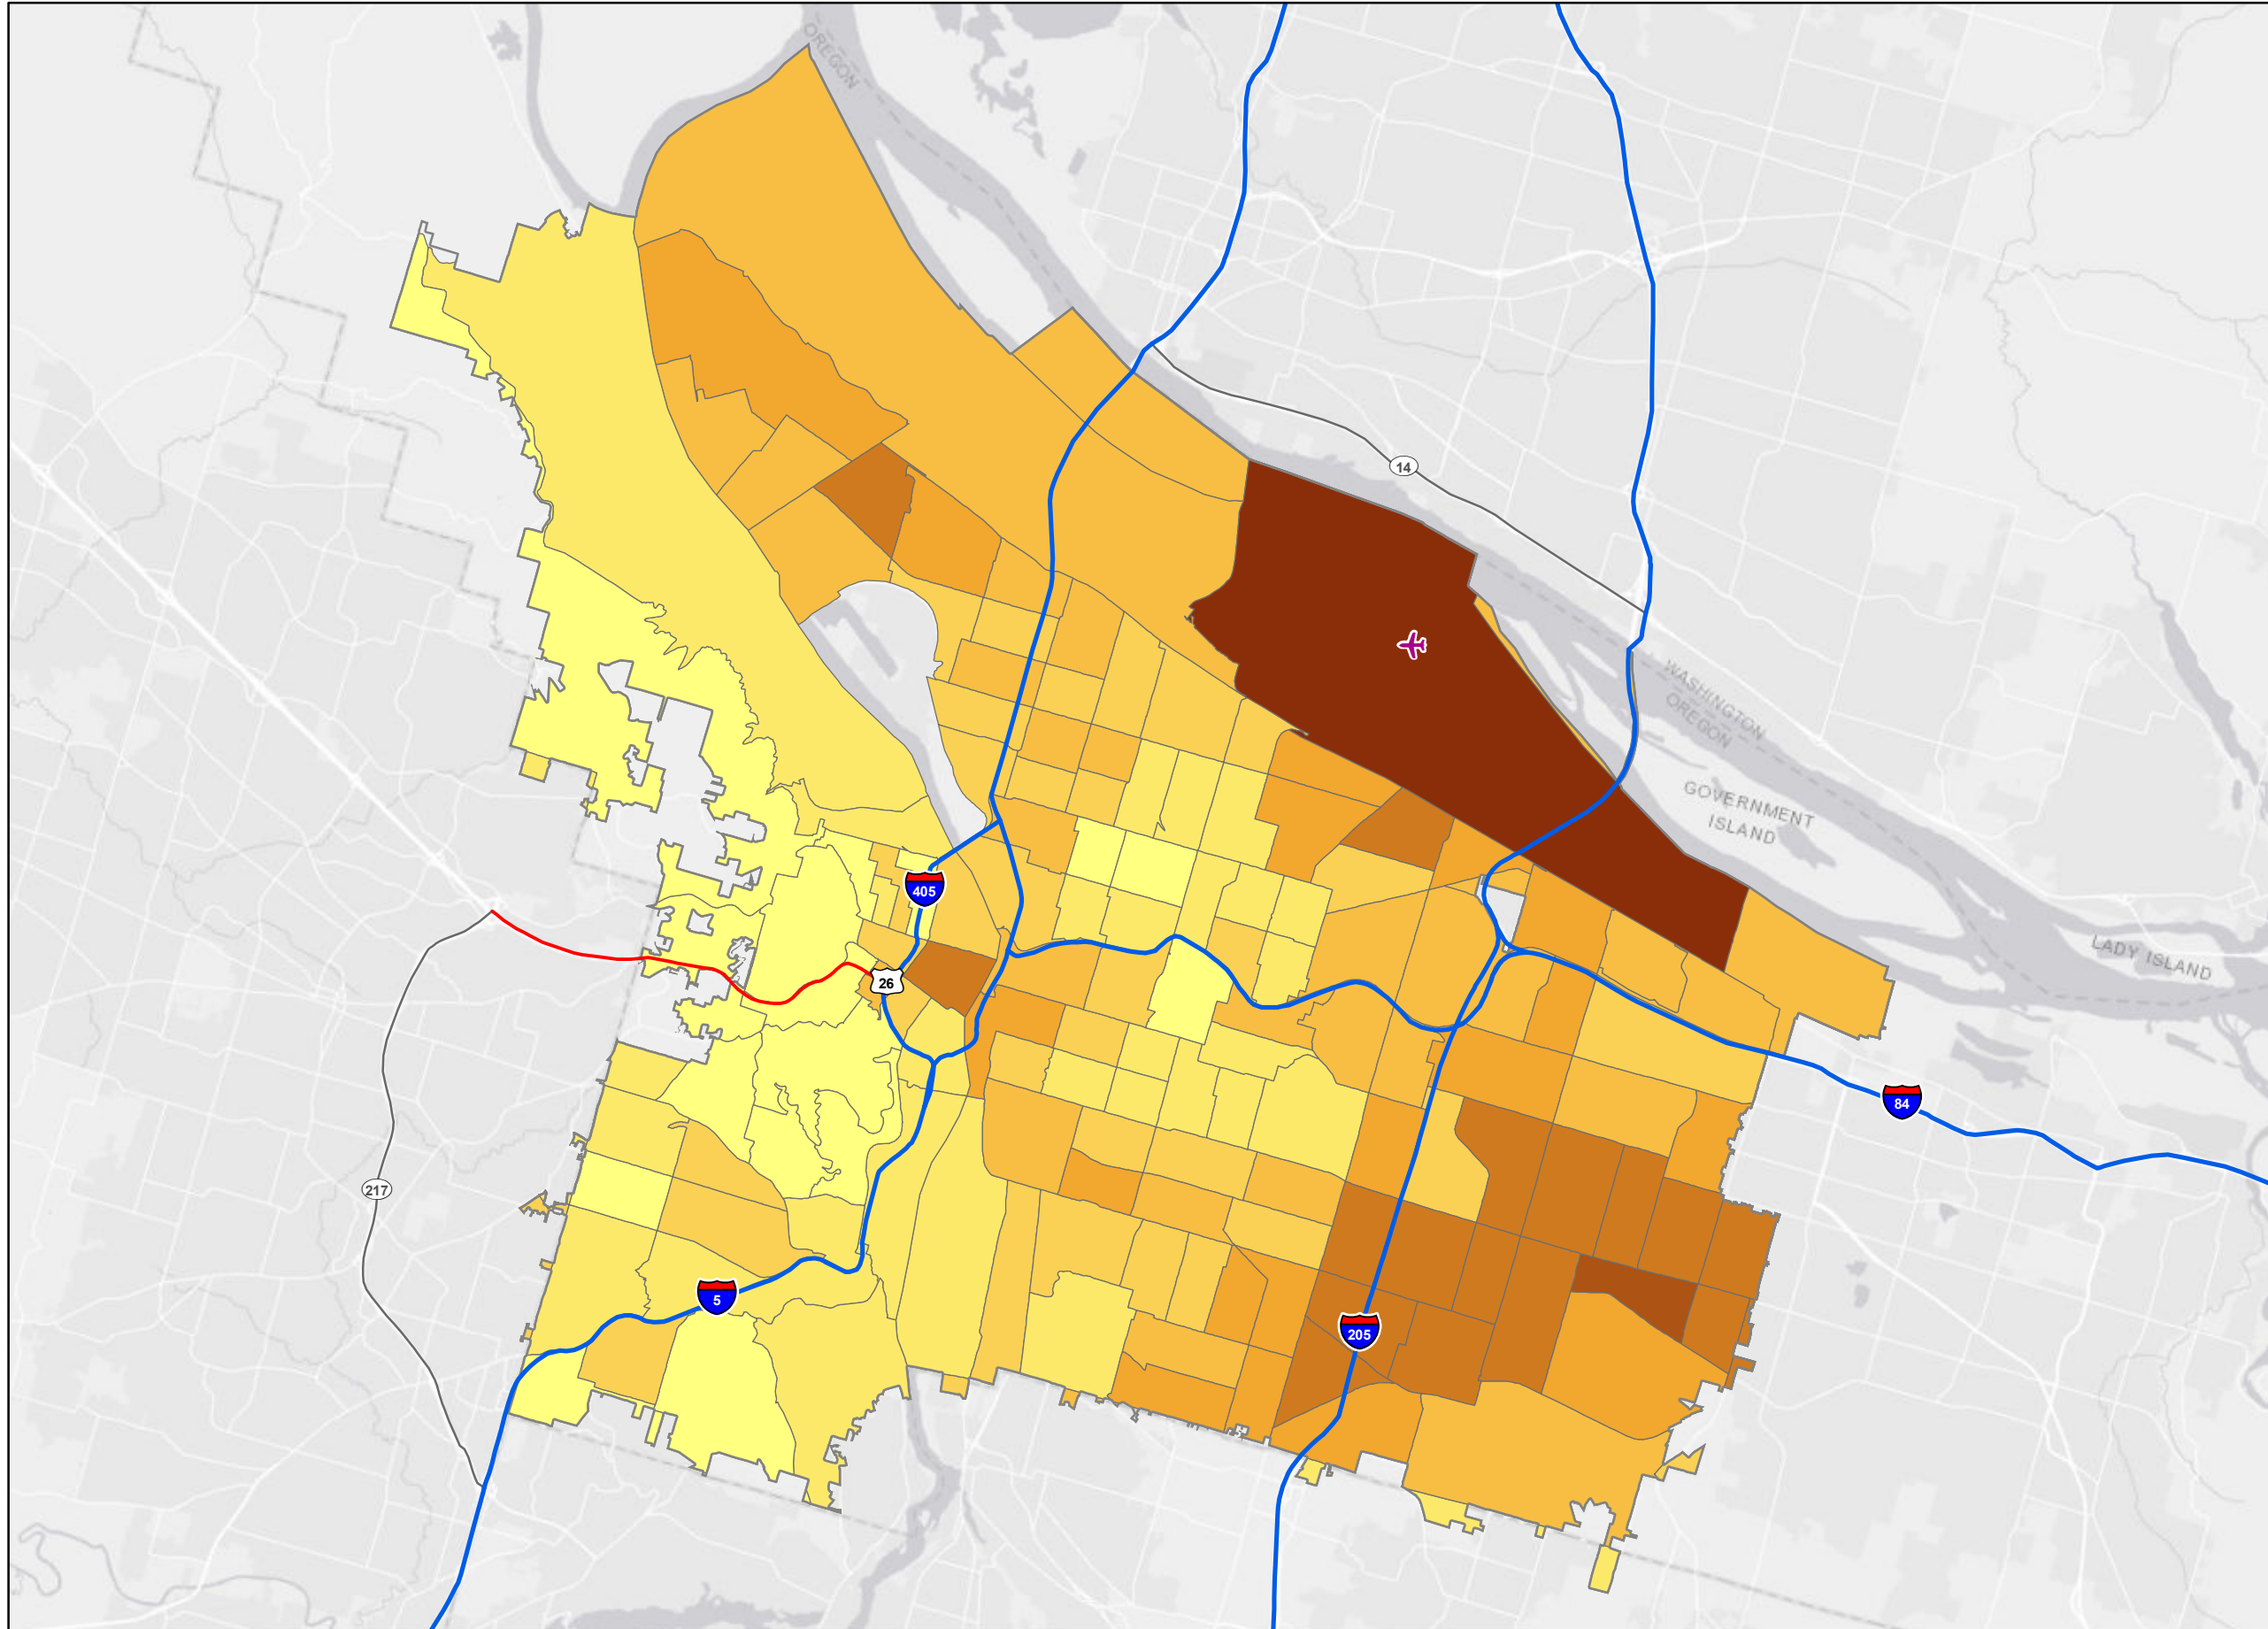 OREGON
14
WASHINGTON
OREGON
GOVERNMENT
ISLAND
405
LADY ISLAND
26
84
217
5
205